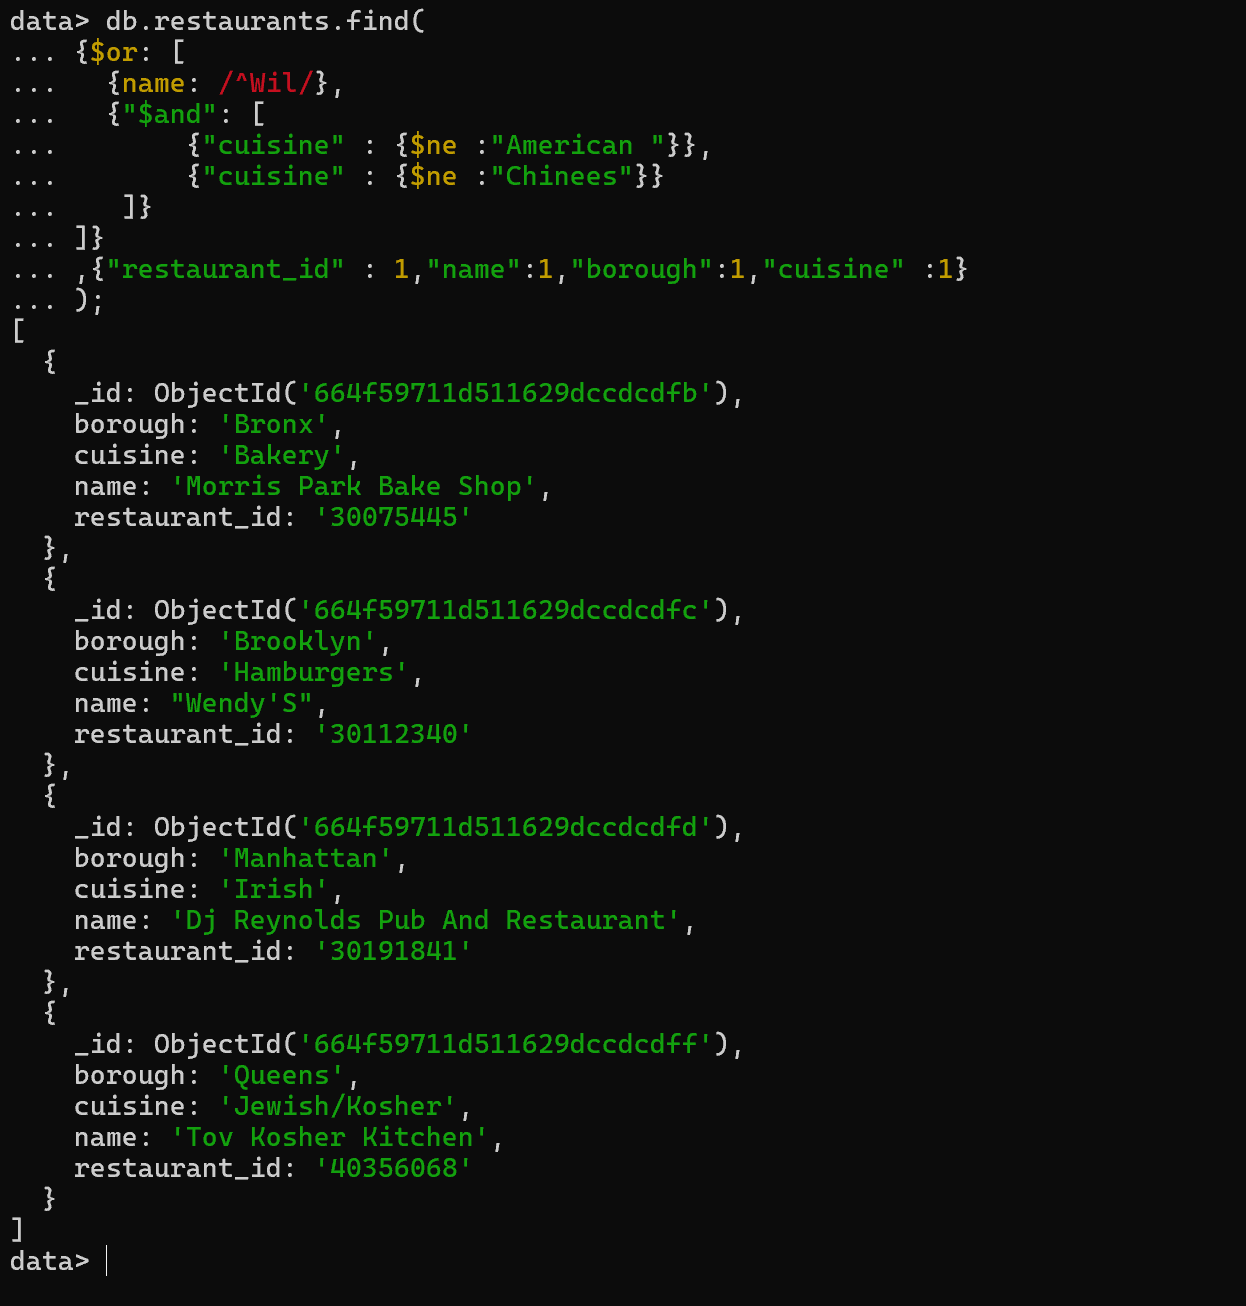 data> db.restaurants.find(
... {$or: [
...   {name: /^Wil/},
...   {"$and": [
...        {"cuisine" : {$ne :"American "}},
...        {"cuisine" : {$ne :"Chinees"}}
...    ]}
... ]}
... ,{"restaurant_id" : 1,"name":1,"borough":1,"cuisine" :1}
... );
[
  {
    _id: ObjectId('664f59711d511629dccdcdfb'),
    borough: 'Bronx',
    cuisine: 'Bakery',
    name: 'Morris Park Bake Shop',
    restaurant_id: '30075445'
  },
  {
    _id: ObjectId('664f59711d511629dccdcdfc'),
    borough: 'Brooklyn',
    cuisine: 'Hamburgers',
    name: "Wendy'S",
    restaurant_id: '30112340'
  },
  {
    _id: ObjectId('664f59711d511629dccdcdfd'),
    borough: 'Manhattan',
    cuisine: 'Irish',
    name: 'Dj Reynolds Pub And Restaurant',
    restaurant_id: '30191841'
  },
  {
    _id: ObjectId('664f59711d511629dccdcdff'),
    borough: 'Queens',
    cuisine: 'Jewish/Kosher',
    name: 'Tov Kosher Kitchen',
    restaurant_id: '40356068'
  }
]
data>